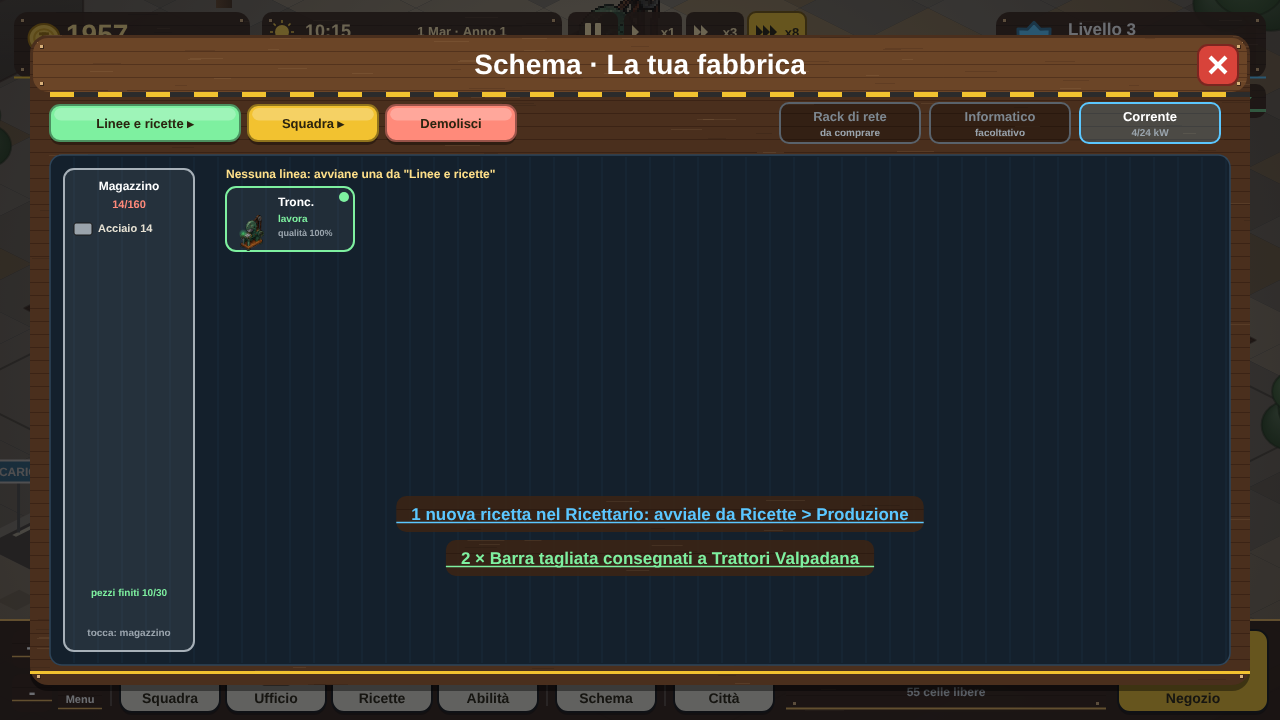 1957
10:15
1 Mar · Anno 1
x1
x3
x8
Livello 3
Schema · La tua fabbrica
Linee e ricette ▸
Squadra ▸
Demolisci
Rack di rete
da comprare
Informatico
facoltativo
Corrente
4/24 kW
Magazzino
14/160
Acciaio 14
pezzi finiti 10/30
tocca: magazzino
Nessuna linea: avviane una da "Linee e ricette"
Tronc.
lavora
qualità 100%
1 nuova ricetta nel Ricettario: avviale da Ricette > Produzione
2 × Barra tagliata consegnati a Trattori Valpadana
Menu
Squadra
Ufficio
Ricette
Abilità
Schema
Città
55 celle libere
Negozio